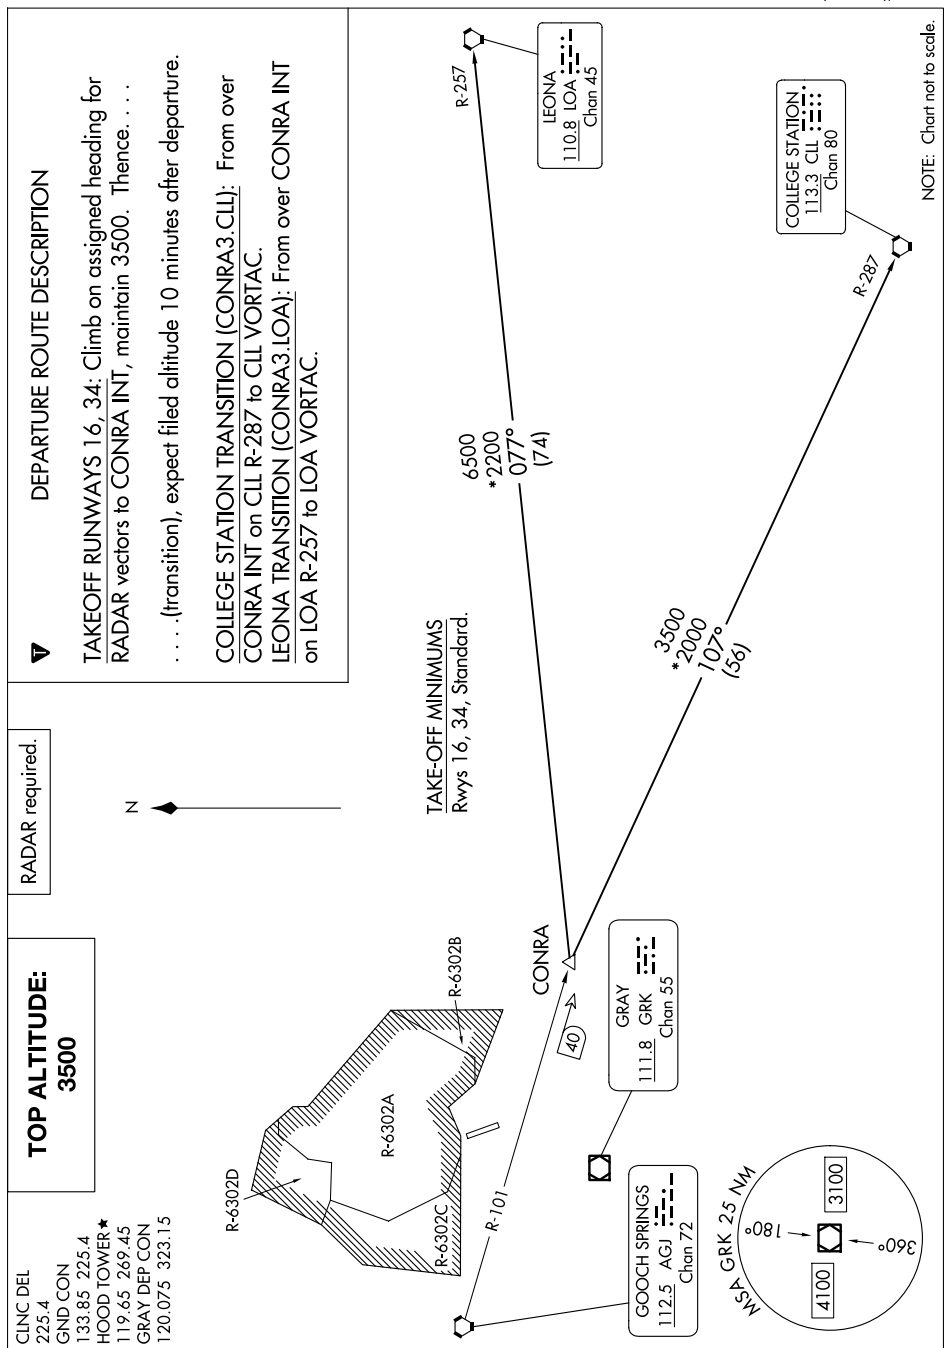 CLNC DEL
225.4
GND CON
133.85 225.4
HOOD TOWER★
119.65 269.45
GRAY DEP CON
120.075 323.15
TOP ALTITUDE:
3500
RADAR required.
T
DEPARTURE ROUTE DESCRIPTION
TAKEOFF RUNWAYS 16, 34: Climb on assigned heading for
RADAR vectors to CONRA INT, maintain 3500. Thence. . . .
. . . .(transition), expect filed altitude 10 minutes after departure.
COLLEGE STATION TRANSITION (CONRA3.CLL): From over
CONRA INT on CLL R-287 to CLL VORTAC.
LEONA TRANSITION (CONRA3.LOA): From over CONRA INT
on LOA R-257 to LOA VORTAC.
N
TAKE-OFF MINIMUMS
Rwys 16, 34, Standard.
R-6302D
R-6302A
R-6302C
R-6302B
R-257
LEONA
110.8 LOA
Chan 45
6500
*2200
077°
(74)
CONRA
R-101
40
3500
*2000
107°
(56)
R-287
COLLEGE STATION
113.3 CLL
Chan 80
GOOCH SPRINGS
112.5 AGJ
Chan 72
GRAY
111.8 GRK
Chan 55
MSA GRK 25 NM
180°
360°
4100
3100
NOTE: Chart not to scale.